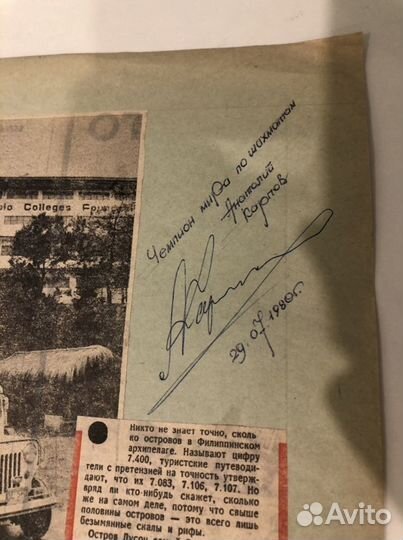 io Colleges Foun
Чемпион мира по шахматам
Анатолий
Карпов
29.07.1980г.
Никто не знает точно, сколь
ко островов в Филиппинском
архипелаге. Называют цифру
7.400, туристские путеводи-
тели с претензией на точность утверж-
дают, что их 7.083, 7.106, 7.107. Но
вряд ли кто-нибудь скажет, сколько
же на самом деле, потому что свыше
половины островов — это всего лишь
безымянные скалы и рифы.
Остров Лусон
Avito